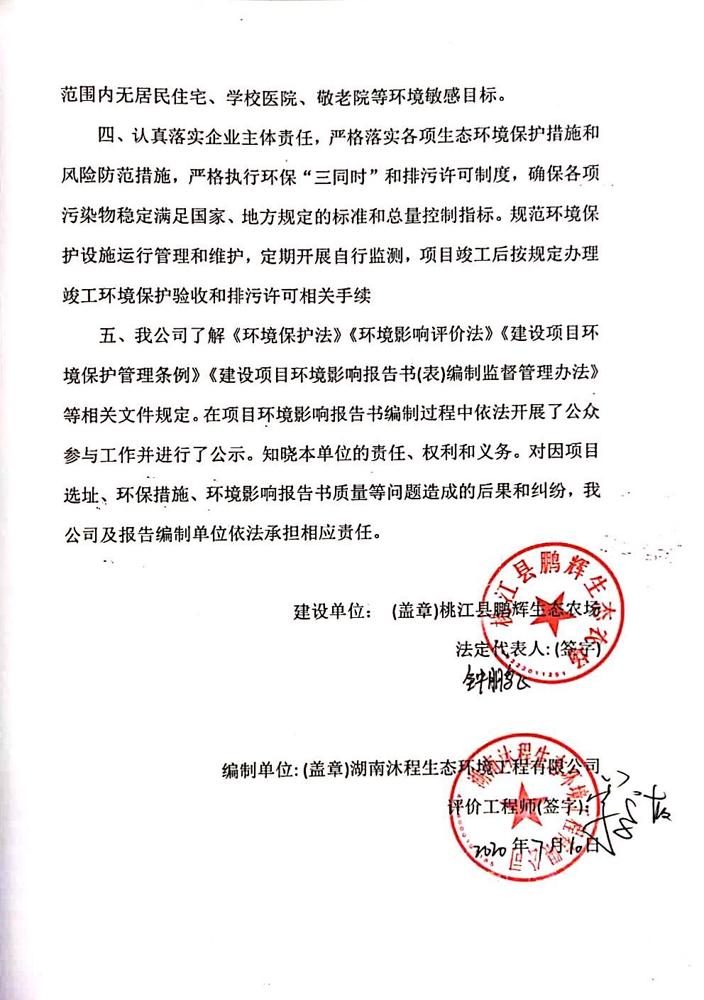 范围内无居民住宅、学校医院、敬老院等环境敏感目标。
四、认真落实企业主体责任，严格落实各项生态环境保护措施和
风险防范措施，严格执行环保“三同时”和排污许可制度，确保各项
污染物稳定满足国家、地方规定的标准和总量控制指标。规范环境保
护设施运行管理和维护，定期开展自行监测，项目竣工后按规定办理
竣工环境保护验收和排污许可相关手续
五、我公司了解《环境保护法》《环境影响评价法》《建设项目环
境保护管理条例》《建设项目环境影响报告书(表)编制监督管理办法》
等相关文件规定。在项目环境影响报告书编制过程中依法开展了公众
参与工作并进行了公示。知晓本单位的责任、权利和义务。对因项目
选址、环保措施、环境影响报告书质量等问题造成的后果和纠纷，我
公司及报告编制单位依法承担相应责任。
建设单位： (盖章)桃江县鹏辉生态农场
桃江县鹏辉生态农场
法定代表人: (签字)
钟鹏飞
编制单位: (盖章)湖南沐程生态环境工程有限公司
湖南沐程生态环境工程有限公司
评价工程师(签字):
2020 年 7 月 10 日